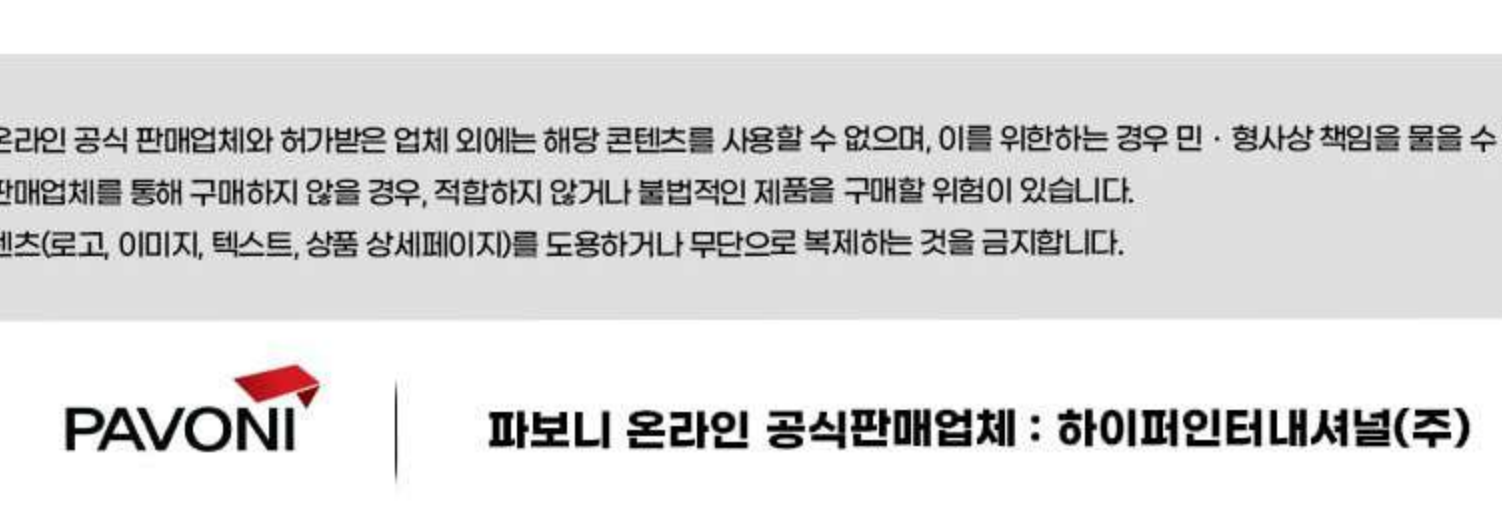 온라인 공식 판매업체와 허가받은 업체 외에는 해당 콘텐츠를 사용할 수 없으며, 이를 위한하는 경우 민 · 형사상 책임을 물을 수
판매업체를 통해 구매하지 않을 경우, 적합하지 않거나 불법적인 제품을 구매할 위험이 있습니다.
텐츠(로고, 이미지, 텍스트, 상품 상세페이지)를 도용하거나 무단으로 복제하는 것을 금지합니다.
PAVONI
파보니 온라인 공식판매업체 : 하이퍼인터내셔널(주)